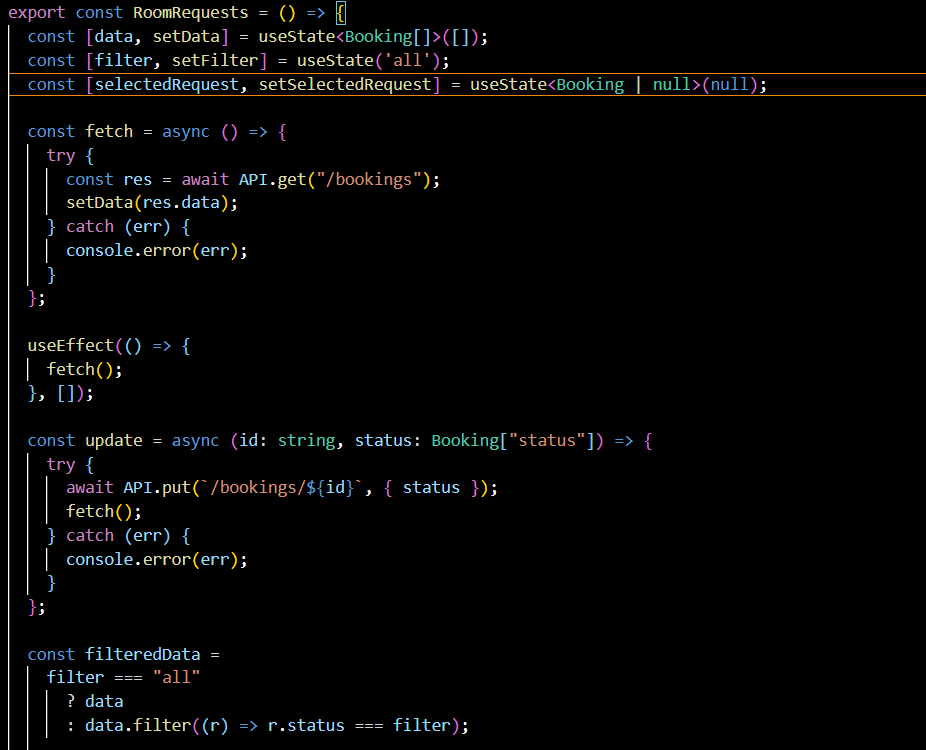 export const RoomRequests = () => {
  const [data, setData] = useState<Booking[]>([]);
  const [filter, setFilter] = useState('all');
  const [selectedRequest, setSelectedRequest] = useState<Booking | null>(null);

  const fetch = async () => {
    try {
      const res = await API.get("/bookings");
      setData(res.data);
    } catch (err) {
      console.error(err);
    }
  };

  useEffect(() => {
    fetch();
  }, []);

  const update = async (id: string, status: Booking["status"]) => {
    try {
      await API.put(`/bookings/${id}`, { status });
      fetch();
    } catch (err) {
      console.error(err);
    }
  };

  const filteredData =
    filter === "all"
      ? data
      : data.filter((r) => r.status === filter);